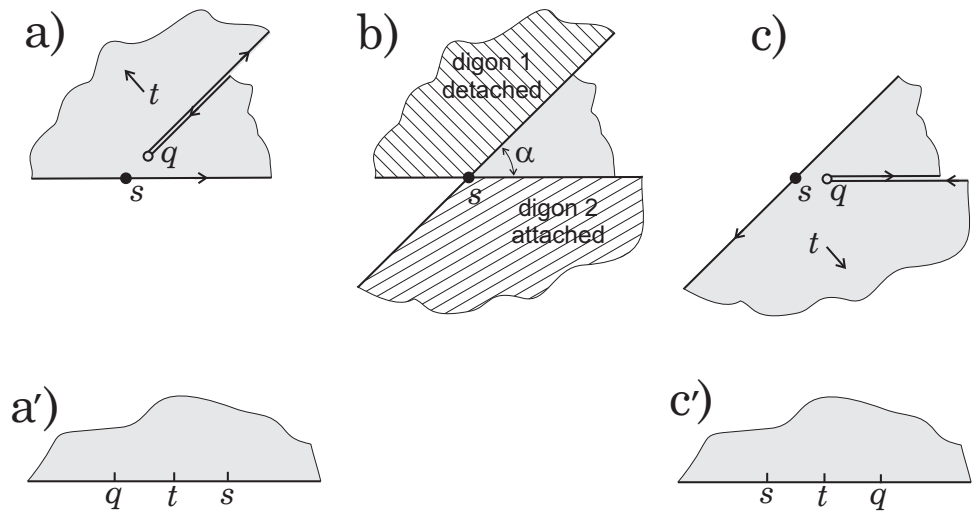 a)
t
q
s
b)
digon 1
detached
α
s
digon 2
attached
c)
s
q
t
a′)
q
t
s
c′)
s
t
q